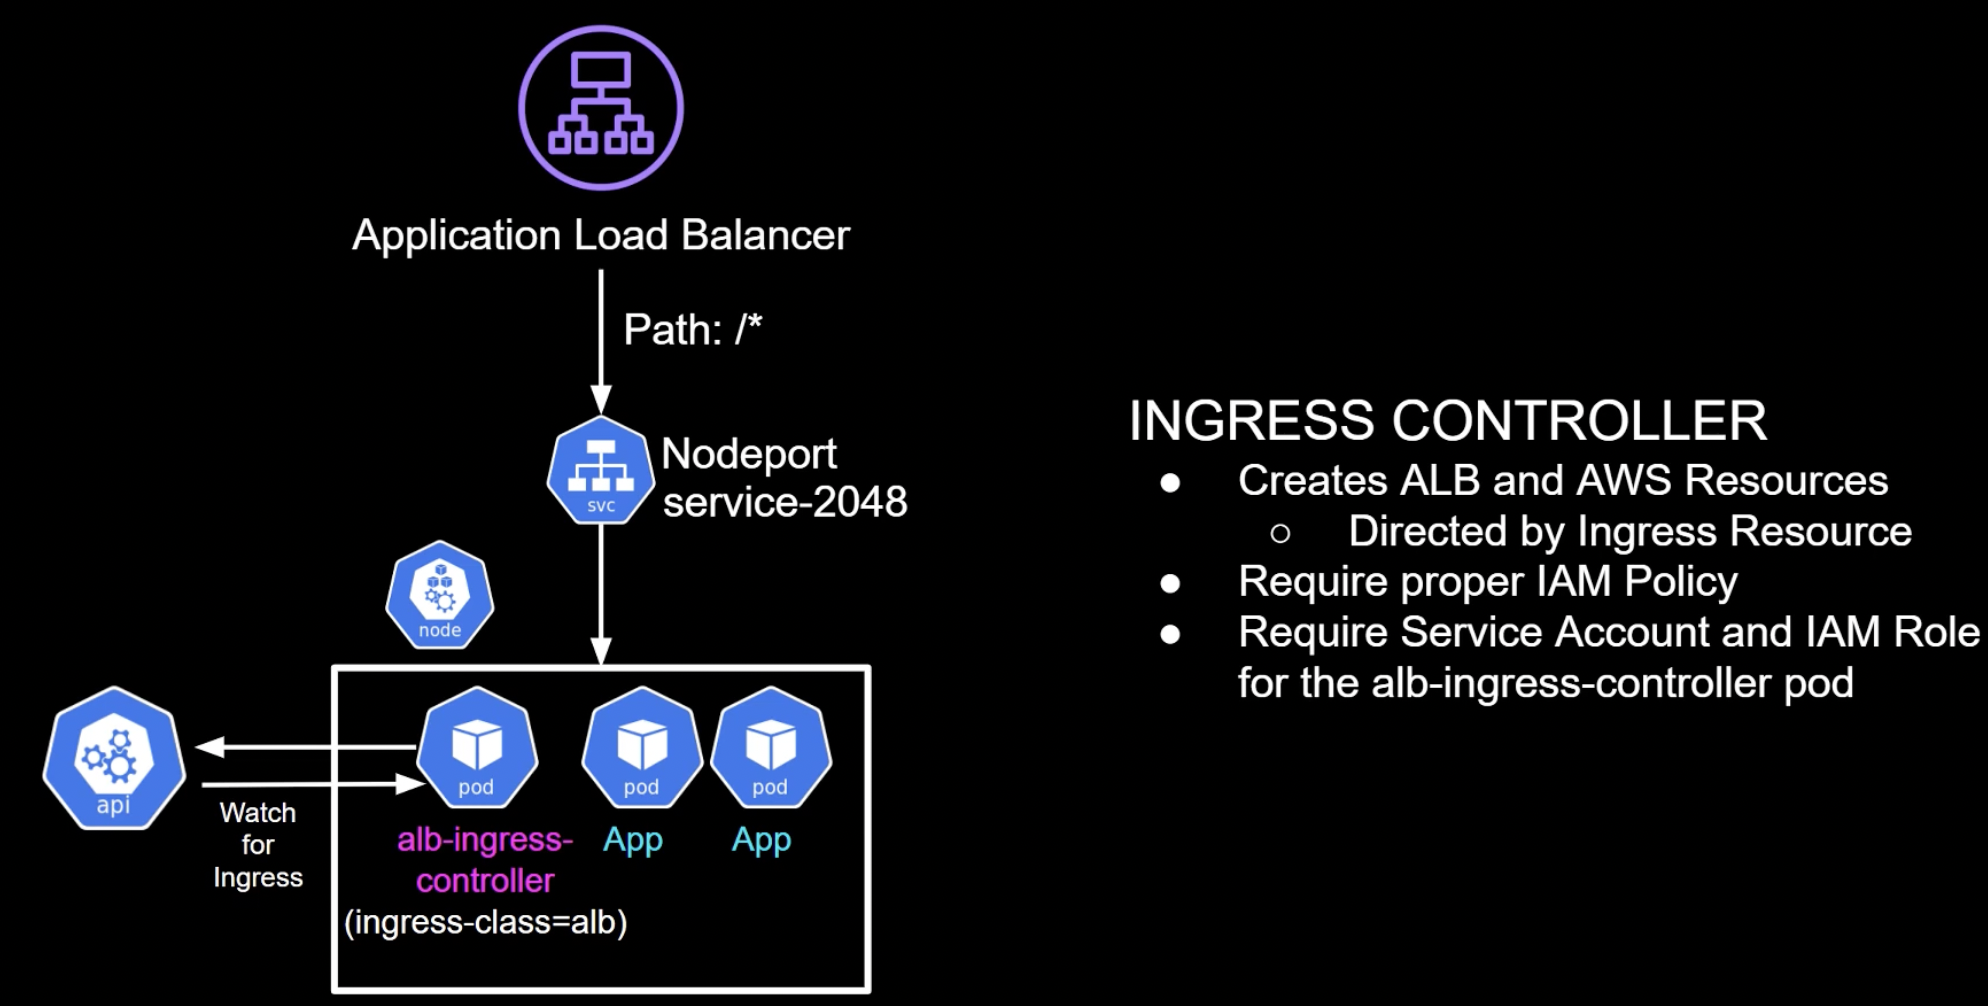 Application Load Balancer
Path: /*
svc
Nodeport
service-2048
node
api
Watch
for
Ingress
pod
alb-ingress-
controller
(ingress-class=alb)
pod
App
pod
App
INGRESS CONTROLLER
● Creates ALB and AWS Resources
○ Directed by Ingress Resource
● Require proper IAM Policy
● Require Service Account and IAM Role
for the alb-ingress-controller pod